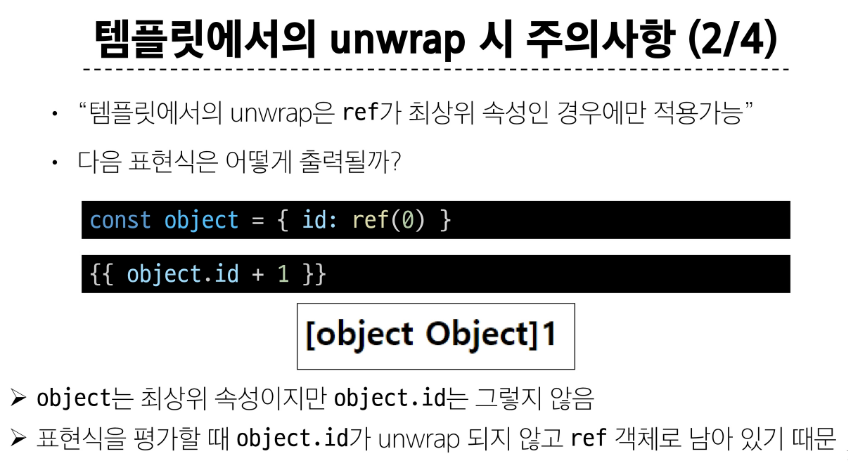 템플릿에서의 unwrap 시 주의사항 (2/4)
• “템플릿에서의 unwrap은 ref가 최상위 속성인 경우에만 적용가능”
• 다음 표현식은 어떻게 출력될까?
const object = { id: ref(0) }
{{ object.id + 1 }}
[object Object]1
➢ object는 최상위 속성이지만 object.id는 그렇지 않음
➢ 표현식을 평가할 때 object.id가 unwrap 되지 않고 ref 객체로 남아 있기 때문